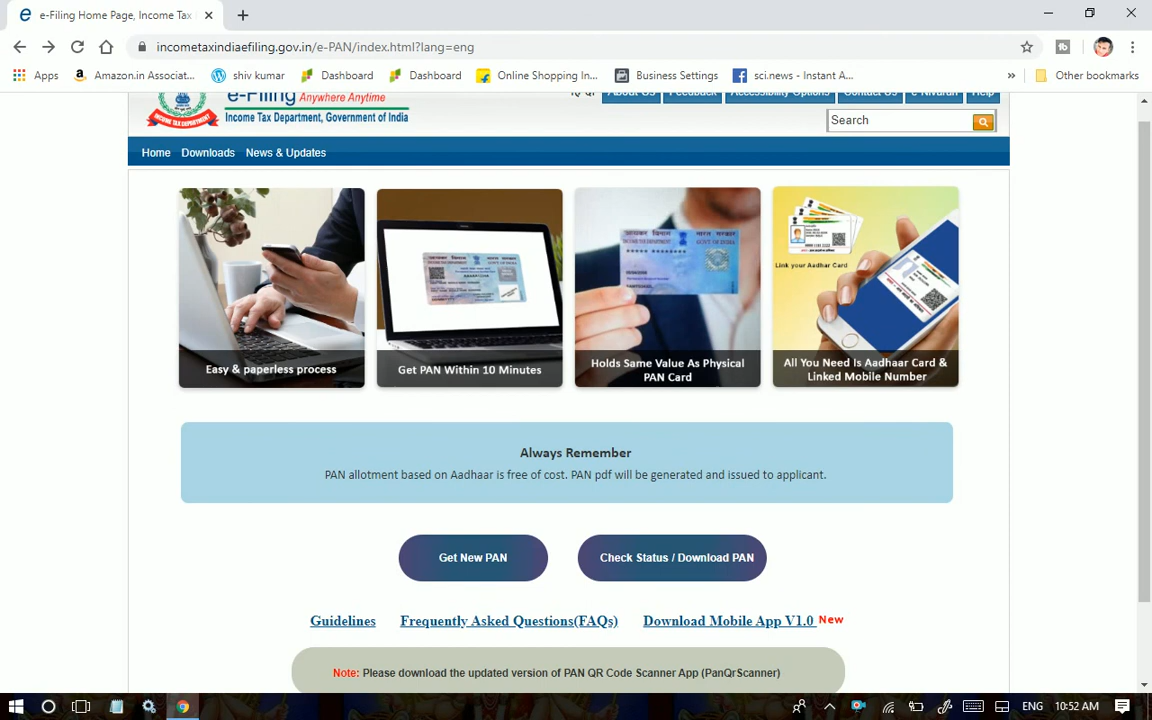 e-Filing Home Page, Income Tax
incometaxindiaefiling.gov.in/e-PAN/index.html?lang=eng
Apps Amazon.in Associat... shiv kumar Dashboard Dashboard Online Shopping In... Business Settings sci.news - Instant A... » Other bookmarks
e-Filing Anywhere Anytime
Income Tax Department, Government of India
About Us Feedback Accessibility Options Contact Us e-Nivaran Help
Search
Home Downloads News & Updates
Link your Aadhar Card
Easy & paperless process
Get PAN Within 10 Minutes
Holds Same Value As Physical
PAN Card
All You Need Is Aadhaar Card &
Linked Mobile Number
Always Remember
PAN allotment based on Aadhaar is free of cost. PAN pdf will be generated and issued to applicant.
Get New PAN Check Status / Download PAN
Guidelines Frequently Asked Questions(FAQs) Download Mobile App V1.0 New
Note: Please download the updated version of PAN QR Code Scanner App (PanQrScanner)
ENG 10:52 AM